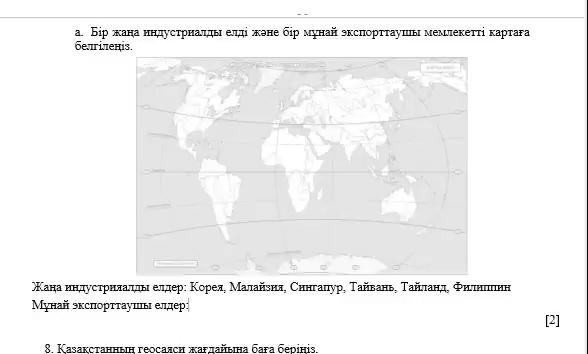 а. Бір жаңа индустриалды елді және бір мұнай экспорттаушы мемлекетті картаға
белгілеңіз.
Жаңа индустрияалды елдер: Корея, Малайзия, Сингапур, Тайвань, Тайланд, Филиппин
Мұнай экспорттаушы елдер:
[2]
8. Қазақстанның геосаяси жағдайына баға беріңіз.